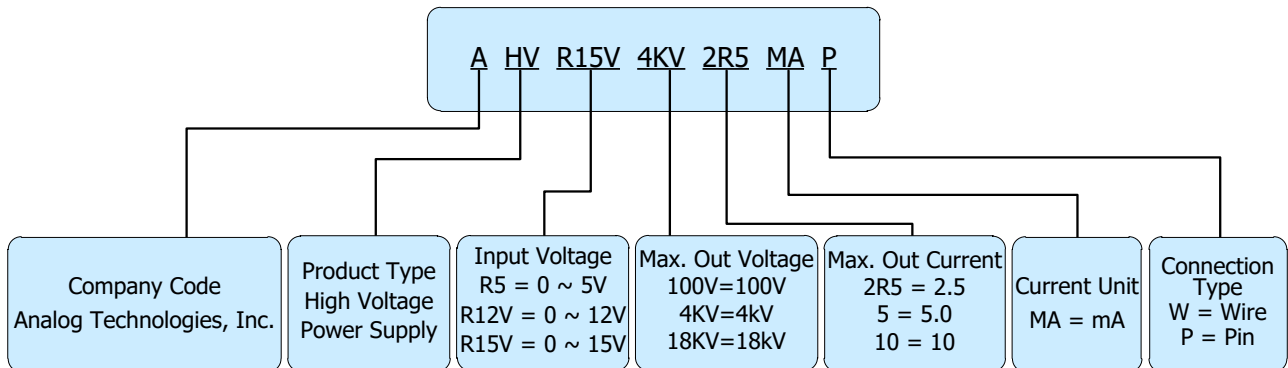 A HV R15V 4KV 2R5 MA P
Company Code
Analog Technologies, Inc.
Product Type
High Voltage
Power Supply
Input Voltage
R5 = 0 ~ 5V
R12V = 0 ~ 12V
R15V = 0 ~ 15V
Max. Out Voltage
100V=100V
4KV=4kV
18KV=18kV
Max. Out Current
2R5 = 2.5
5 = 5.0
10 = 10
Current Unit
MA = mA
Connection
Type
W = Wire
P = Pin